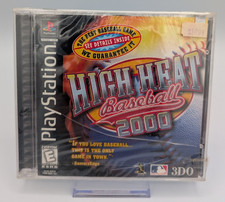 PlayStation
THE BEST BASEBALL GAME
SEE DETAILS INSIDE
WE GUARANTEE IT
HIGH HEAT
Baseball
2000
IF YOU LOVE BASEBALL
THIS IS THE ONLY
GAME IN TOWN.
E
3DO